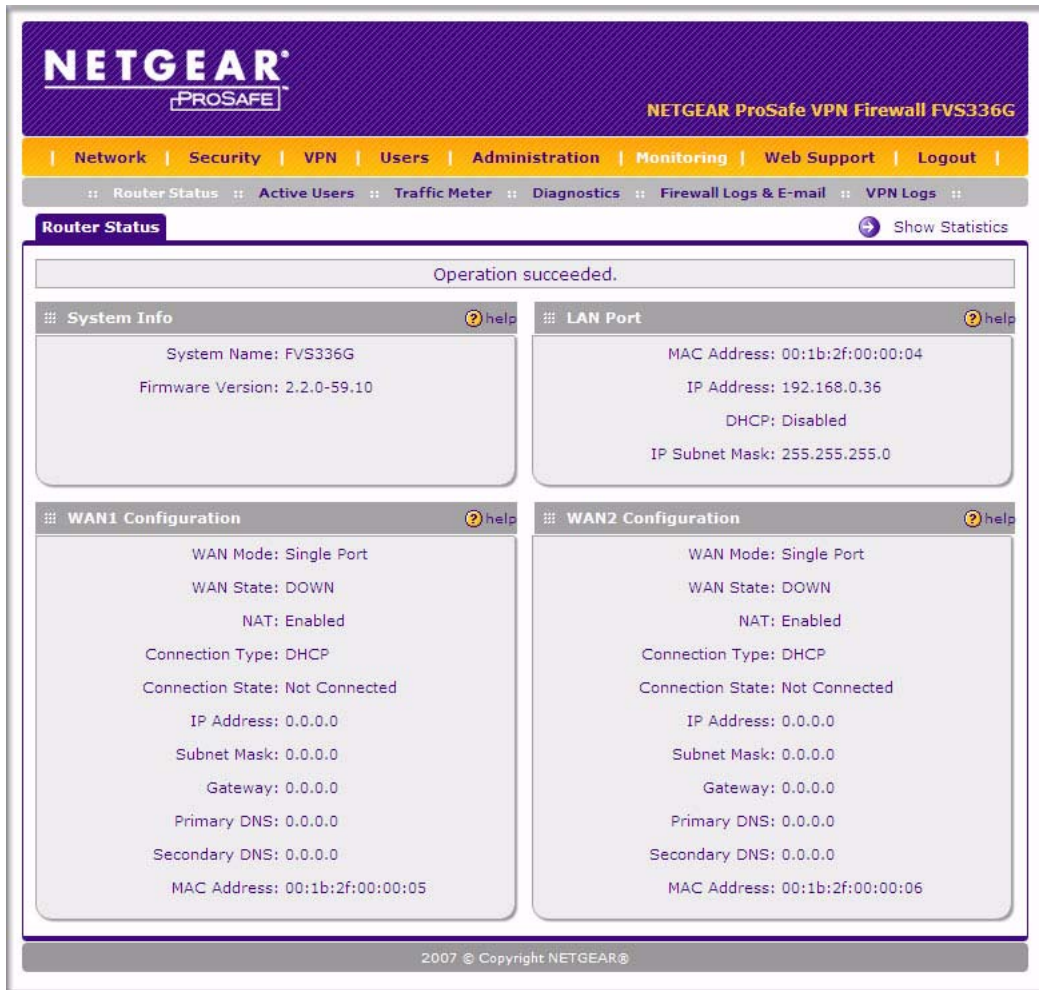 NETGEAR®
PROSAFE™
NETGEAR ProSafe VPN Firewall FVS336G
| Network | Security | VPN | Users | Administration | Monitoring | Web Support | Logout |
:: Router Status :: Active Users :: Traffic Meter :: Diagnostics :: Firewall Logs & E-mail :: VPN Logs ::
Router Status
Show Statistics
Operation succeeded.
System Info
? help
System Name: FVS336G
Firmware Version: 2.2.0-59.10
LAN Port
? help
MAC Address: 00:1b:2f:00:00:04
IP Address: 192.168.0.36
DHCP: Disabled
IP Subnet Mask: 255.255.255.0
WAN1 Configuration
? help
WAN Mode: Single Port
WAN State: DOWN
NAT: Enabled
Connection Type: DHCP
Connection State: Not Connected
IP Address: 0.0.0.0
Subnet Mask: 0.0.0.0
Gateway: 0.0.0.0
Primary DNS: 0.0.0.0
Secondary DNS: 0.0.0.0
MAC Address: 00:1b:2f:00:00:05
WAN2 Configuration
? help
WAN Mode: Single Port
WAN State: DOWN
NAT: Enabled
Connection Type: DHCP
Connection State: Not Connected
IP Address: 0.0.0.0
Subnet Mask: 0.0.0.0
Gateway: 0.0.0.0
Primary DNS: 0.0.0.0
Secondary DNS: 0.0.0.0
MAC Address: 00:1b:2f:00:00:06
2007 © Copyright NETGEAR®